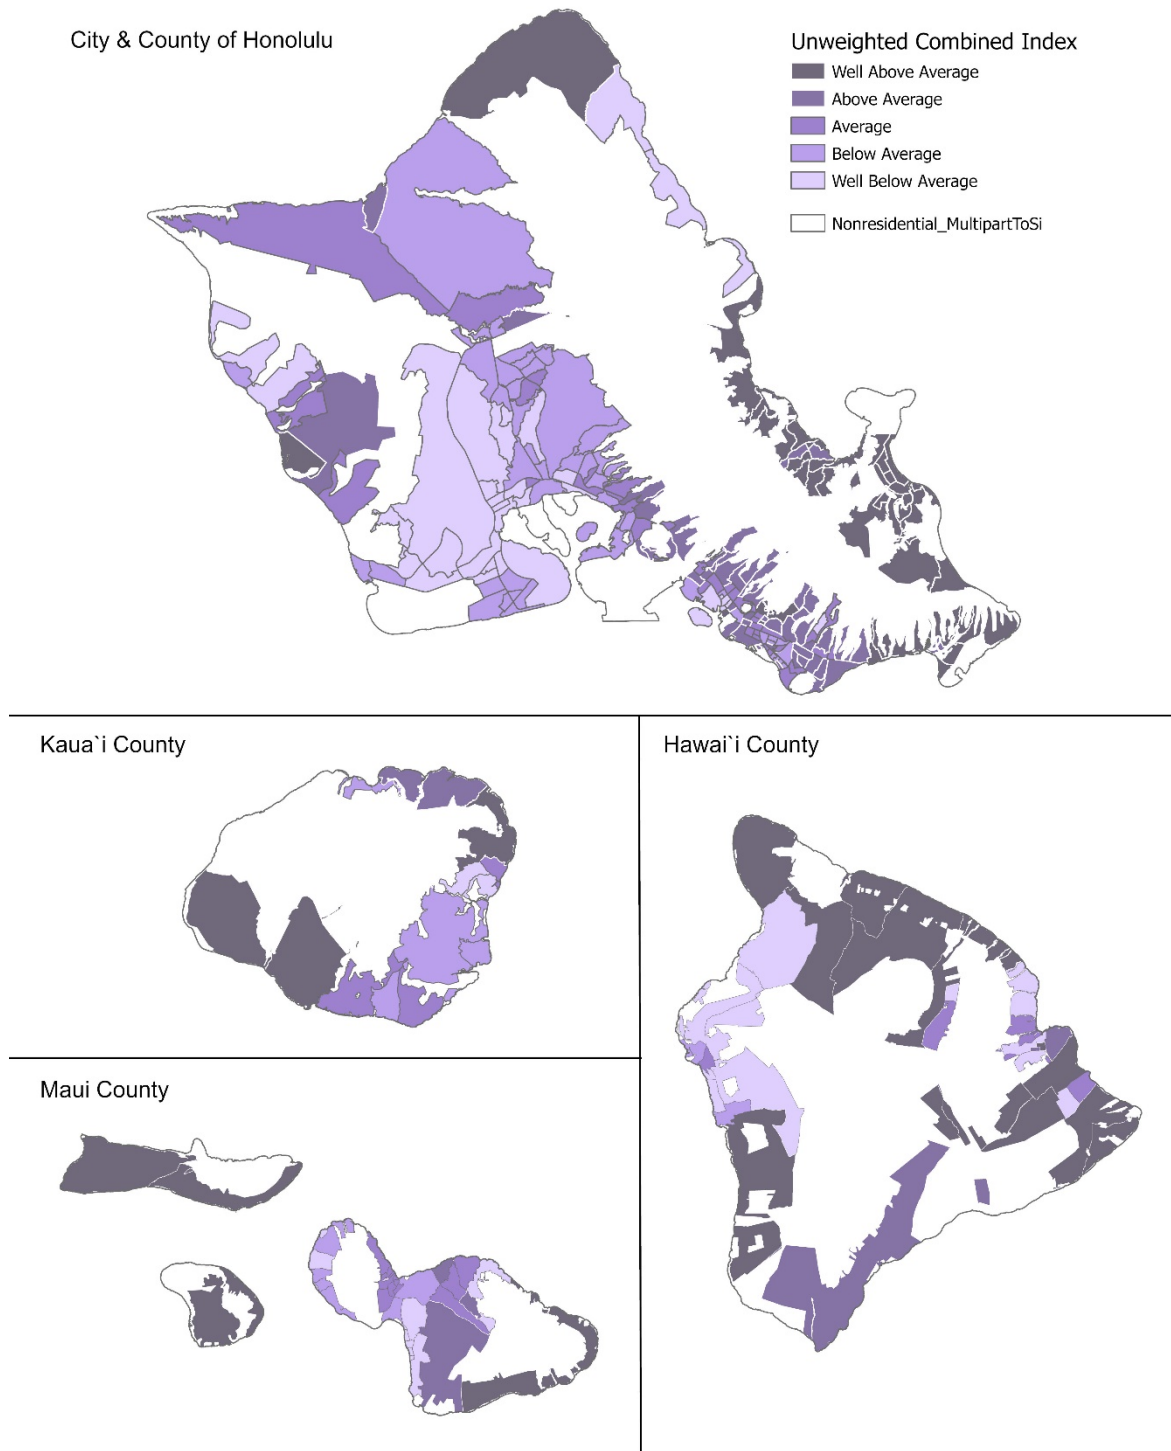 City & County of Honolulu
Unweighted Combined Index
Well Above Average
Above Average
Average
Below Average
Well Below Average
Nonresidential_MultipartToSi
Kaua`i County
Hawai`i County
Maui County